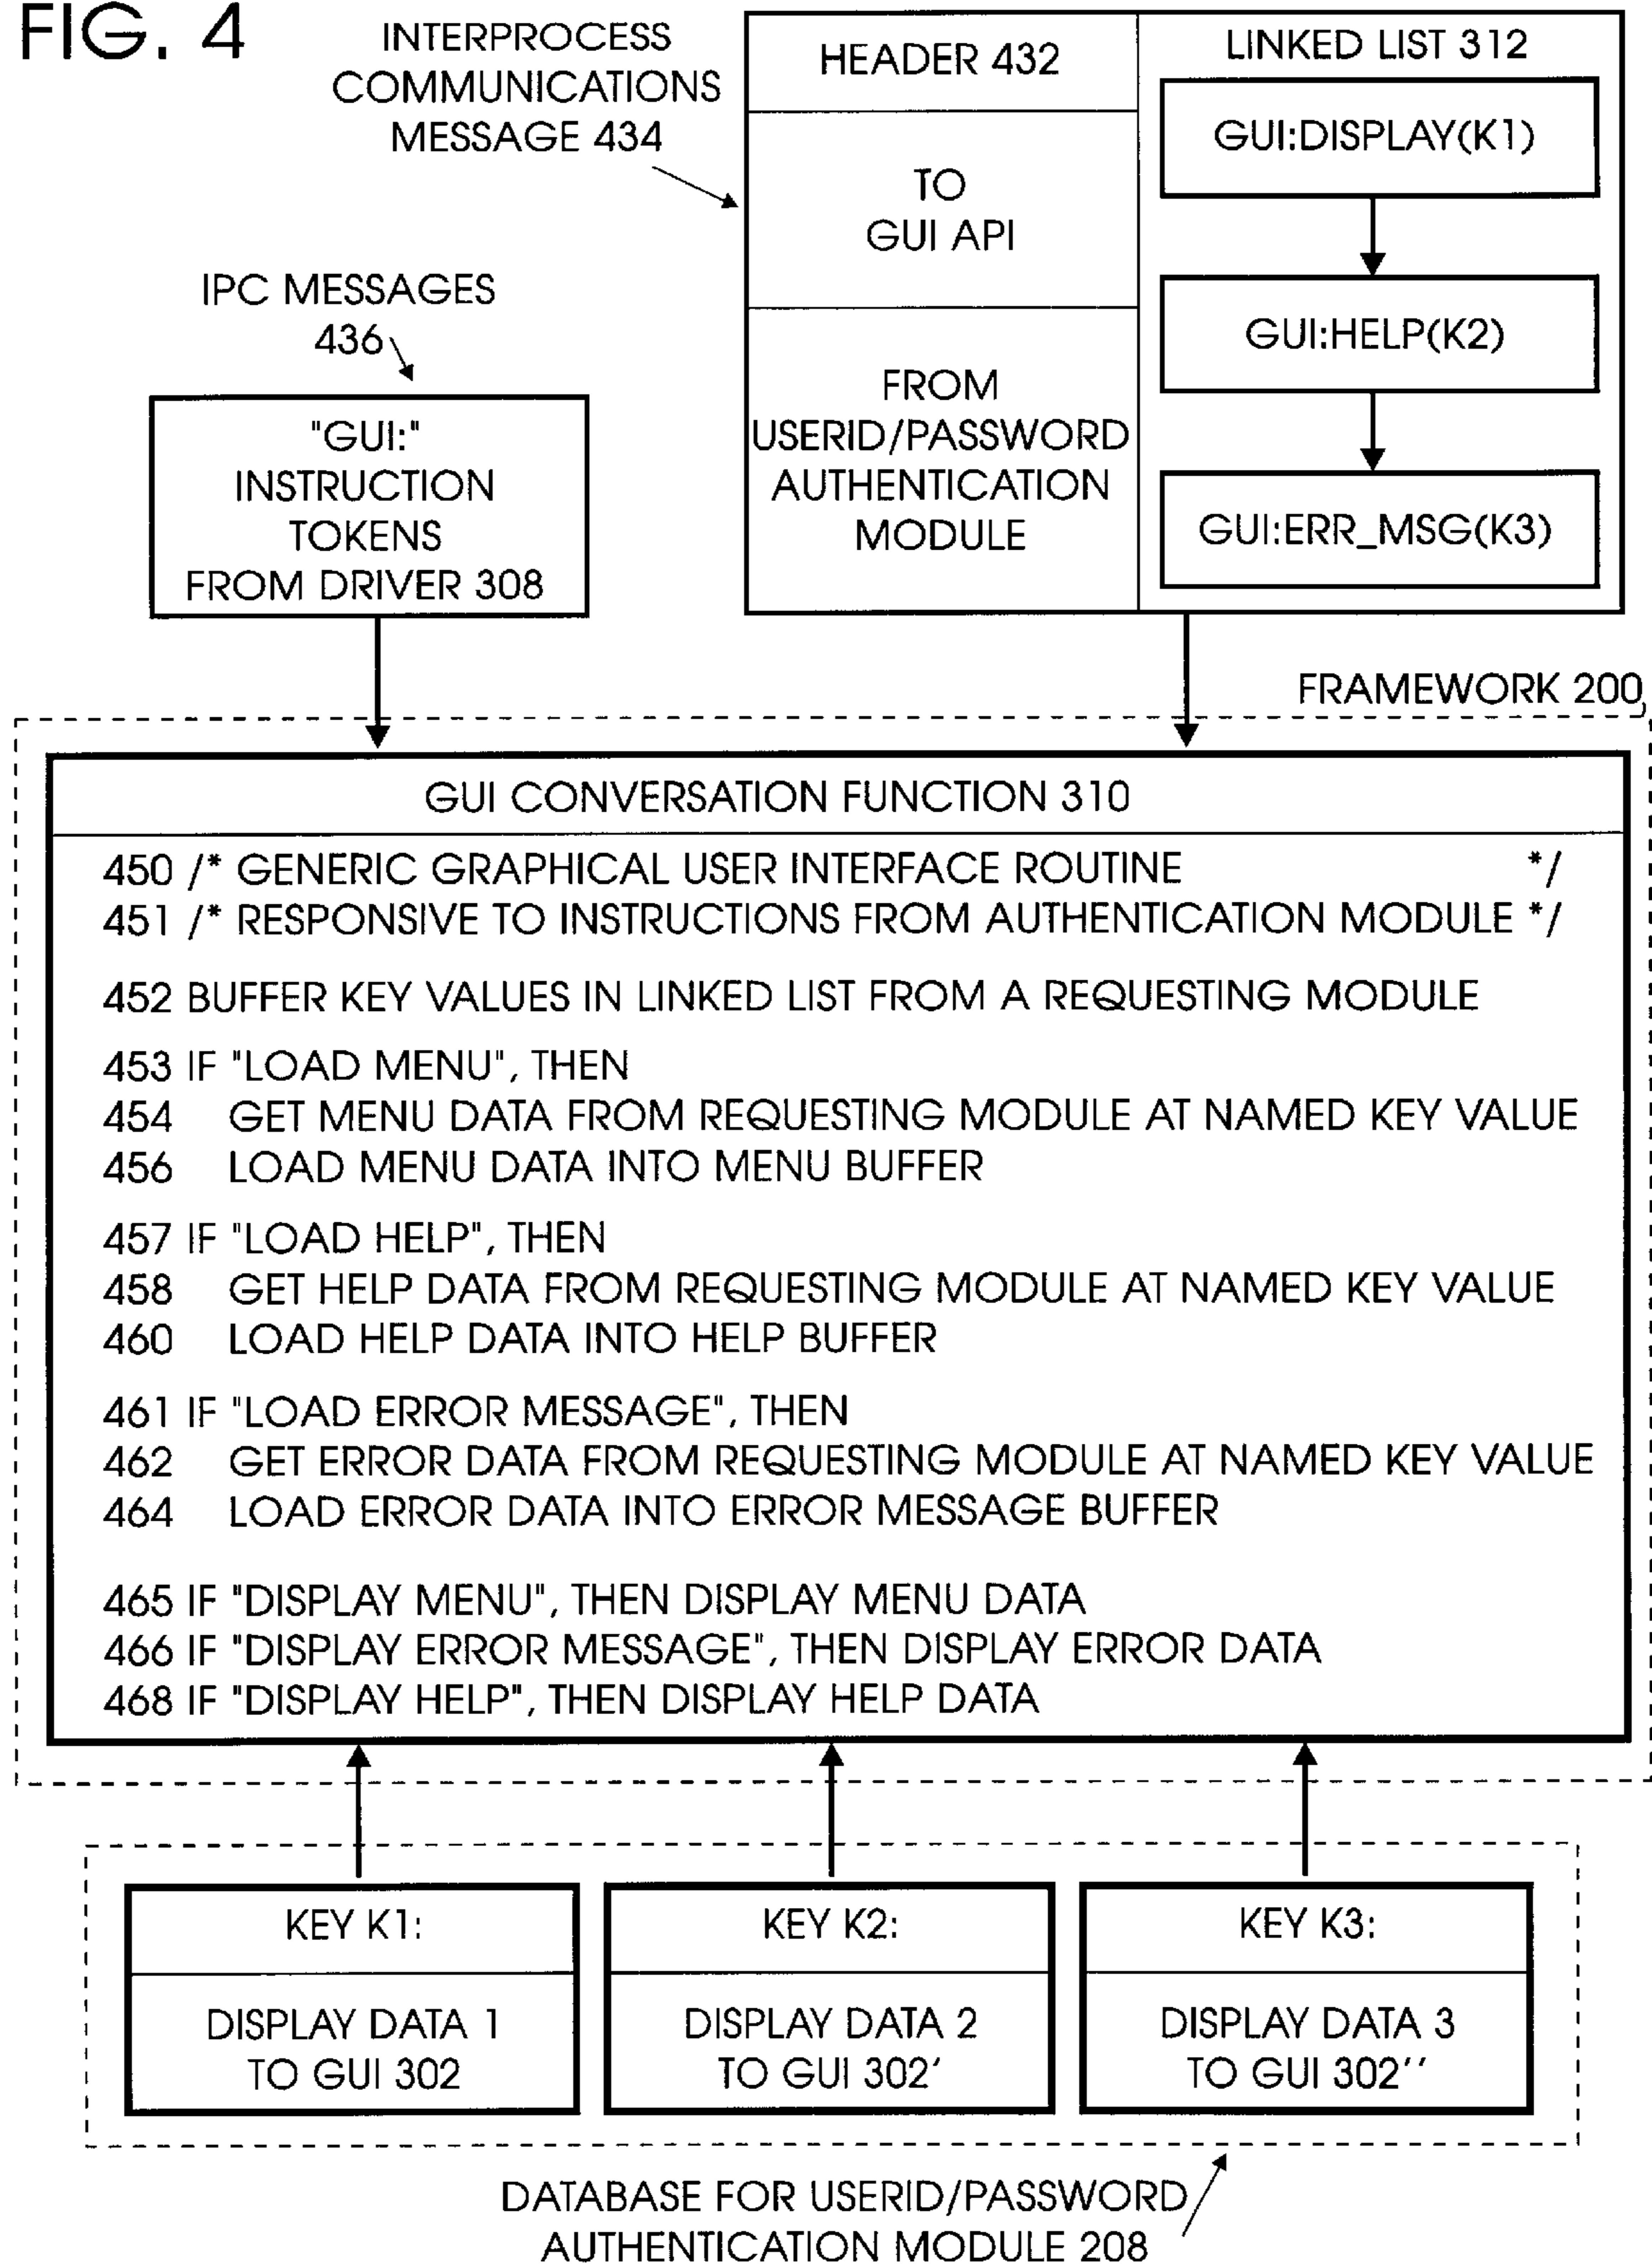 FIG. 4
INTERPROCESS
COMMUNICATIONS
MESSAGE 434
HEADER 432
TO
GUI API
FROM
USERID/PASSWORD
AUTHENTICATION
MODULE
LINKED LIST 312
GUI:DISPLAY(K1)
GUI:HELP(K2)
GUI:ERR_MSG(K3)
IPC MESSAGES
436
"GUI:"
INSTRUCTION
TOKENS
FROM DRIVER 308
FRAMEWORK 200
GUI CONVERSATION FUNCTION 310
450 /* GENERIC GRAPHICAL USER INTERFACE ROUTINE */
451 /* RESPONSIVE TO INSTRUCTIONS FROM AUTHENTICATION MODULE */
452 BUFFER KEY VALUES IN LINKED LIST FROM A REQUESTING MODULE
453 IF "LOAD MENU", THEN
454 GET MENU DATA FROM REQUESTING MODULE AT NAMED KEY VALUE
456 LOAD MENU DATA INTO MENU BUFFER
457 IF "LOAD HELP", THEN
458 GET HELP DATA FROM REQUESTING MODULE AT NAMED KEY VALUE
460 LOAD HELP DATA INTO HELP BUFFER
461 IF "LOAD ERROR MESSAGE", THEN
462 GET ERROR DATA FROM REQUESTING MODULE AT NAMED KEY VALUE
464 LOAD ERROR DATA INTO ERROR MESSAGE BUFFER
465 IF "DISPLAY MENU", THEN DISPLAY MENU DATA
466 IF "DISPLAY ERROR MESSAGE", THEN DISPLAY ERROR DATA
468 IF "DISPLAY HELP", THEN DISPLAY HELP DATA
KEY K1:
DISPLAY DATA 1
TO GUI 302
KEY K2:
DISPLAY DATA 2
TO GUI 302'
KEY K3:
DISPLAY DATA 3
TO GUI 302''
DATABASE FOR USERID/PASSWORD
AUTHENTICATION MODULE 208